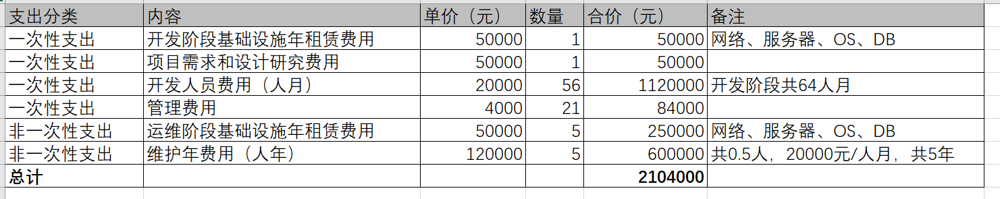 支出分类 内容 单价（元） 数量 合价（元） 备注
一次性支出 开发阶段基础设施年租赁费用 50000 1 50000 网络、服务器、OS、DB
一次性支出 项目需求和设计研究费用 50000 1 50000
一次性支出 开发人员费用（人月） 20000 56 1120000 开发阶段共64人月
一次性支出 管理费用 4000 21 84000
非一次性支出 运维阶段基础设施年租赁费用 50000 5 250000 网络、服务器、OS、DB
非一次性支出 维护年费用（人年） 120000 5 600000 共0.5人，20000元/人月，共5年
总计 2104000